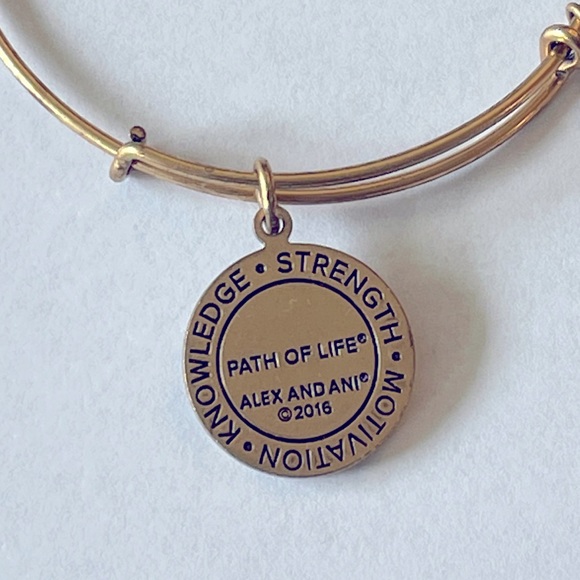 KNOWLEDGE • STRENGTH • MOTIVATION •
PATH OF LIFE®
ALEX AND ANI®
©2016